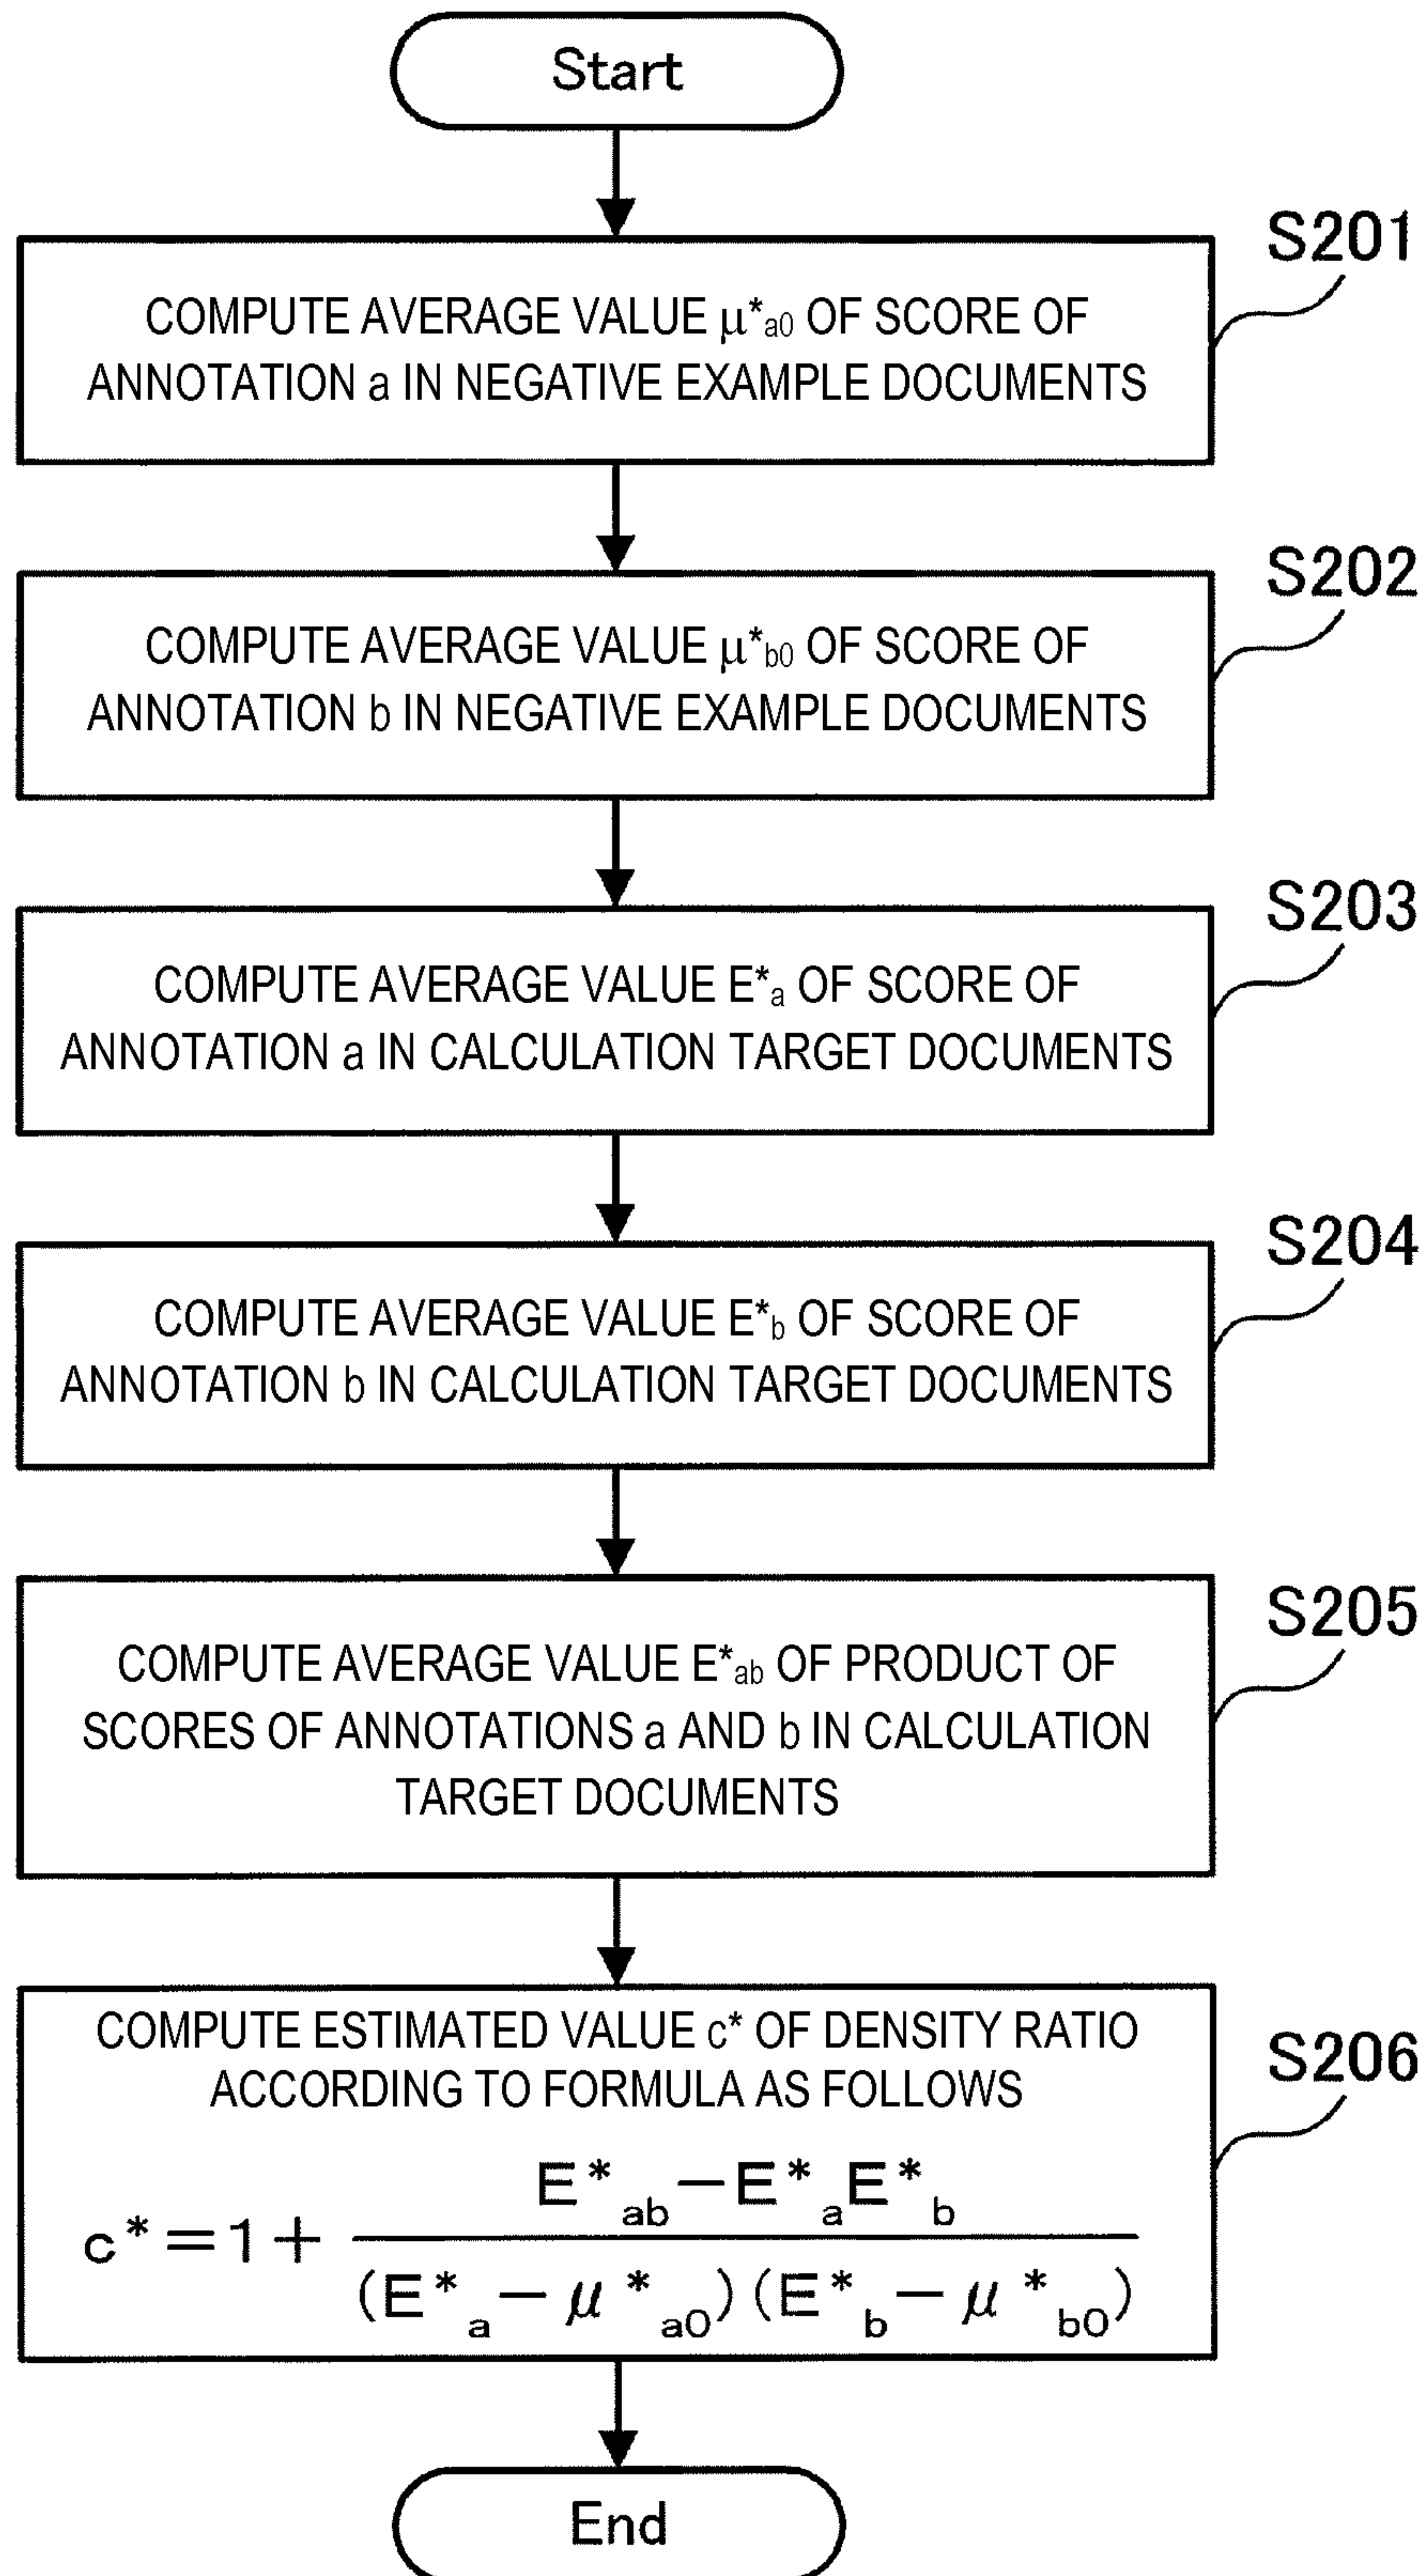 Start
S201
COMPUTE AVERAGE VALUE μ*a0 OF SCORE OF
ANNOTATION a IN NEGATIVE EXAMPLE DOCUMENTS
S202
COMPUTE AVERAGE VALUE μ*b0 OF SCORE OF
ANNOTATION b IN NEGATIVE EXAMPLE DOCUMENTS
S203
COMPUTE AVERAGE VALUE E*a OF SCORE OF
ANNOTATION a IN CALCULATION TARGET DOCUMENTS
S204
COMPUTE AVERAGE VALUE E*b OF SCORE OF
ANNOTATION b IN CALCULATION TARGET DOCUMENTS
S205
COMPUTE AVERAGE VALUE E*ab OF PRODUCT OF
SCORES OF ANNOTATIONS a AND b IN CALCULATION
TARGET DOCUMENTS
S206
COMPUTE ESTIMATED VALUE c* OF DENSITY RATIO
ACCORDING TO FORMULA AS FOLLOWS
E*ab−E*aE*b
c*=1+
(E*a−μ*a0)(E*b−μ*b0)
End